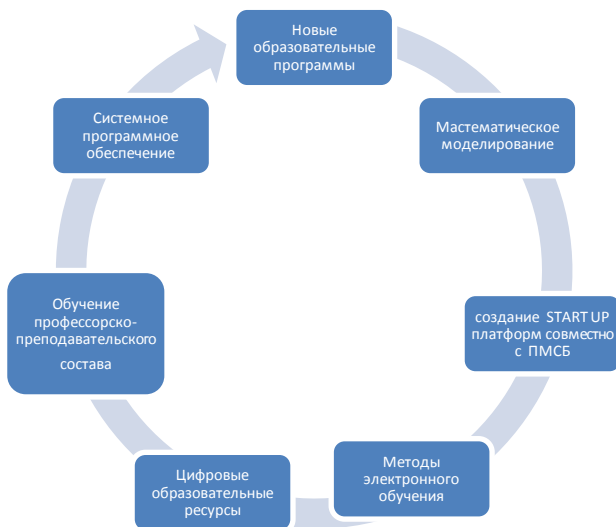 Новые
образовательные
программы
Мастематическое
моделирование
создание START UP
платформ совместно
с ПМСБ
Методы
электронного
обучения
Цифровые
образовательные
ресурсы
Обучение
профессорско-
преподавательского
состава
Системное
программное
обеспечение